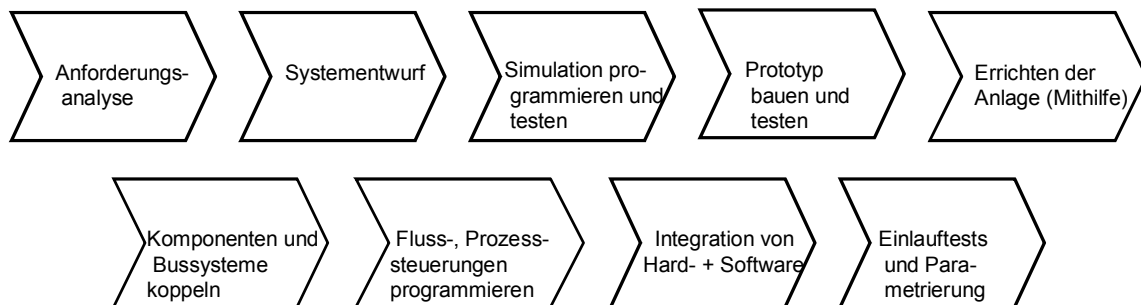 Anforderungs-
analyse
Systementwurf
Simulation pro-
grammieren und
testen
Prototyp
bauen und
testen
Errichten der
Anlage (Mithilfe)
Komponenten und
Bussysteme
koppeln
Fluss-, Prozess-
steuerungen
programmieren
Integration von
Hard- + Software
Einlauftests
und Para-
metrierung